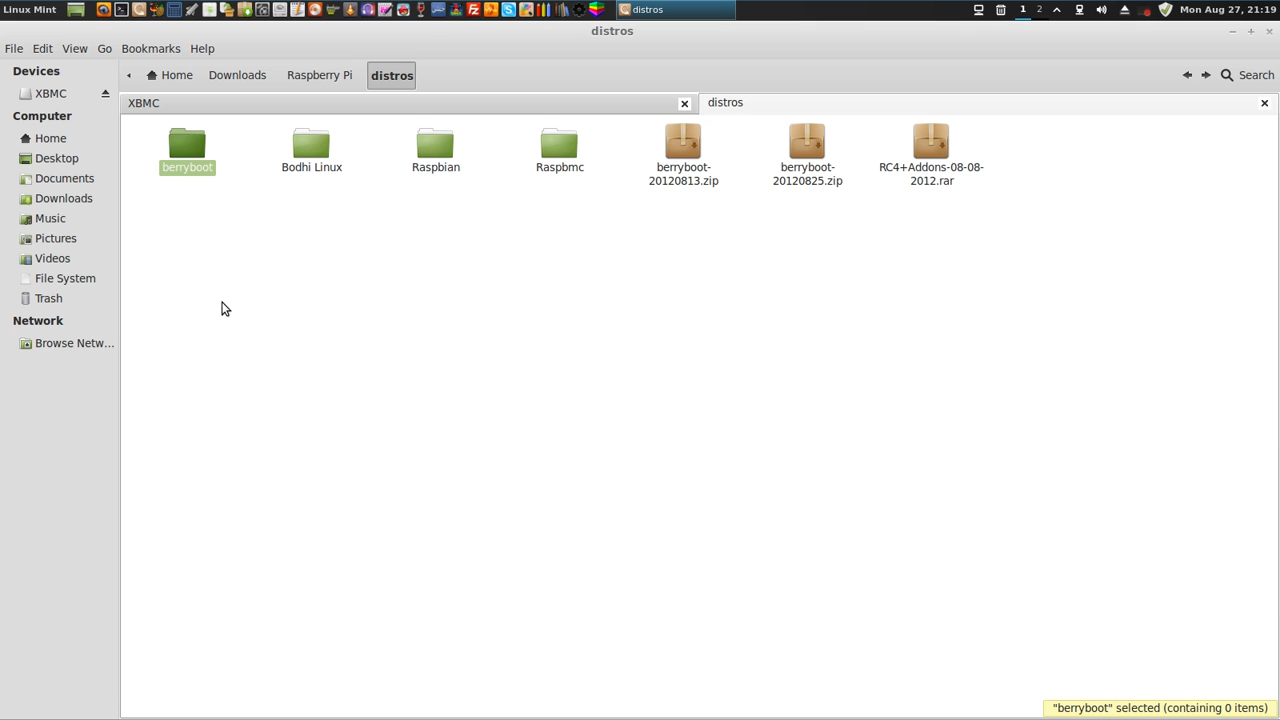 Linux Mint
distros
1 2
Mon Aug 27, 21:19
distros
File Edit View Go Bookmarks Help
Devices
XBMC
Computer
Home
Desktop
Documents
Downloads
Music
Pictures
Videos
File System
Trash
Network
Browse Netw...
Home Downloads Raspberry Pi distros
Search
XBMC
distros
berryboot
Bodhi Linux
Raspbian
Raspbmc
berryboot-
20120813.zip
berryboot-
20120825.zip
RC4+Addons-08-08-
2012.rar
"berryboot" selected (containing 0 items)